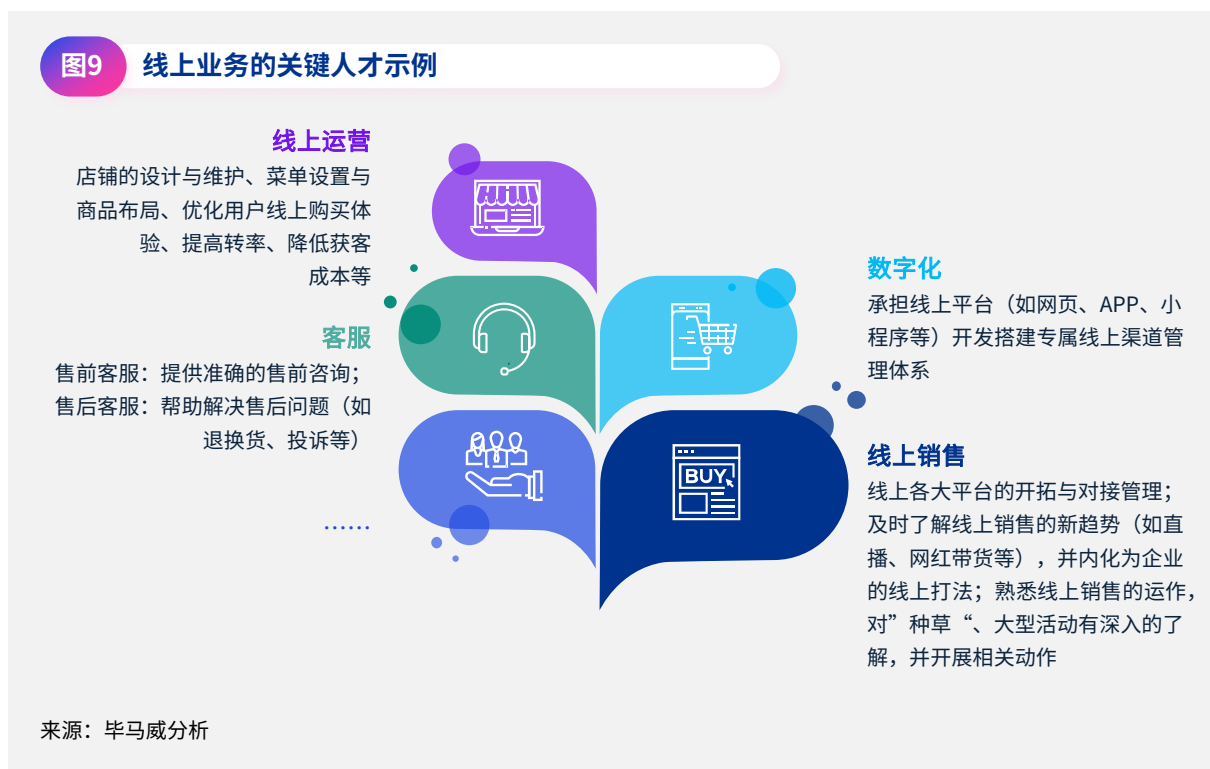 图9 线上业务的关键人才示例
线上运营
店铺的设计与维护、菜单设置与
商品布局、优化用户线上购买体
验、提高转率、降低获客
成本等
客服
售前客服：提供准确的售前咨询；
售后客服：帮助解决售后问题（如
退换货、投诉等）
……
数字化
承担线上平台（如网页、APP、小
程序等）开发搭建专属线上渠道管
理体系
BUY
线上销售
线上各大平台的开拓与对接管理；
及时了解线上销售的新趋势（如直
播、网红带货等），并内化为企业
的线上打法；熟悉线上销售的运作，
对”种草“、大型活动有深入的了
解，并开展相关动作
来源：毕马威分析